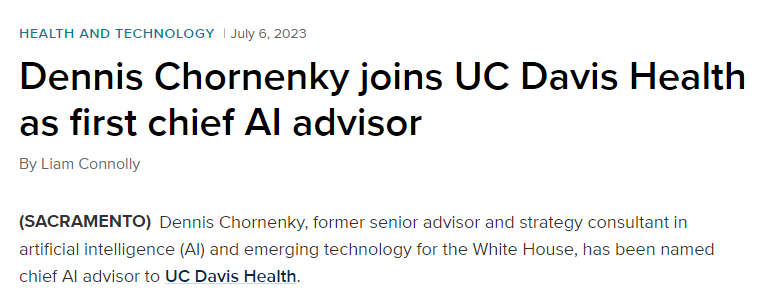 HEALTH AND TECHNOLOGY | July 6, 2023
Dennis Chornenky joins UC Davis Health
as first chief AI advisor
By Liam Connolly
(SACRAMENTO) Dennis Chornenky, former senior advisor and strategy consultant in
artificial intelligence (AI) and emerging technology for the White House, has been named
chief AI advisor to UC Davis Health.